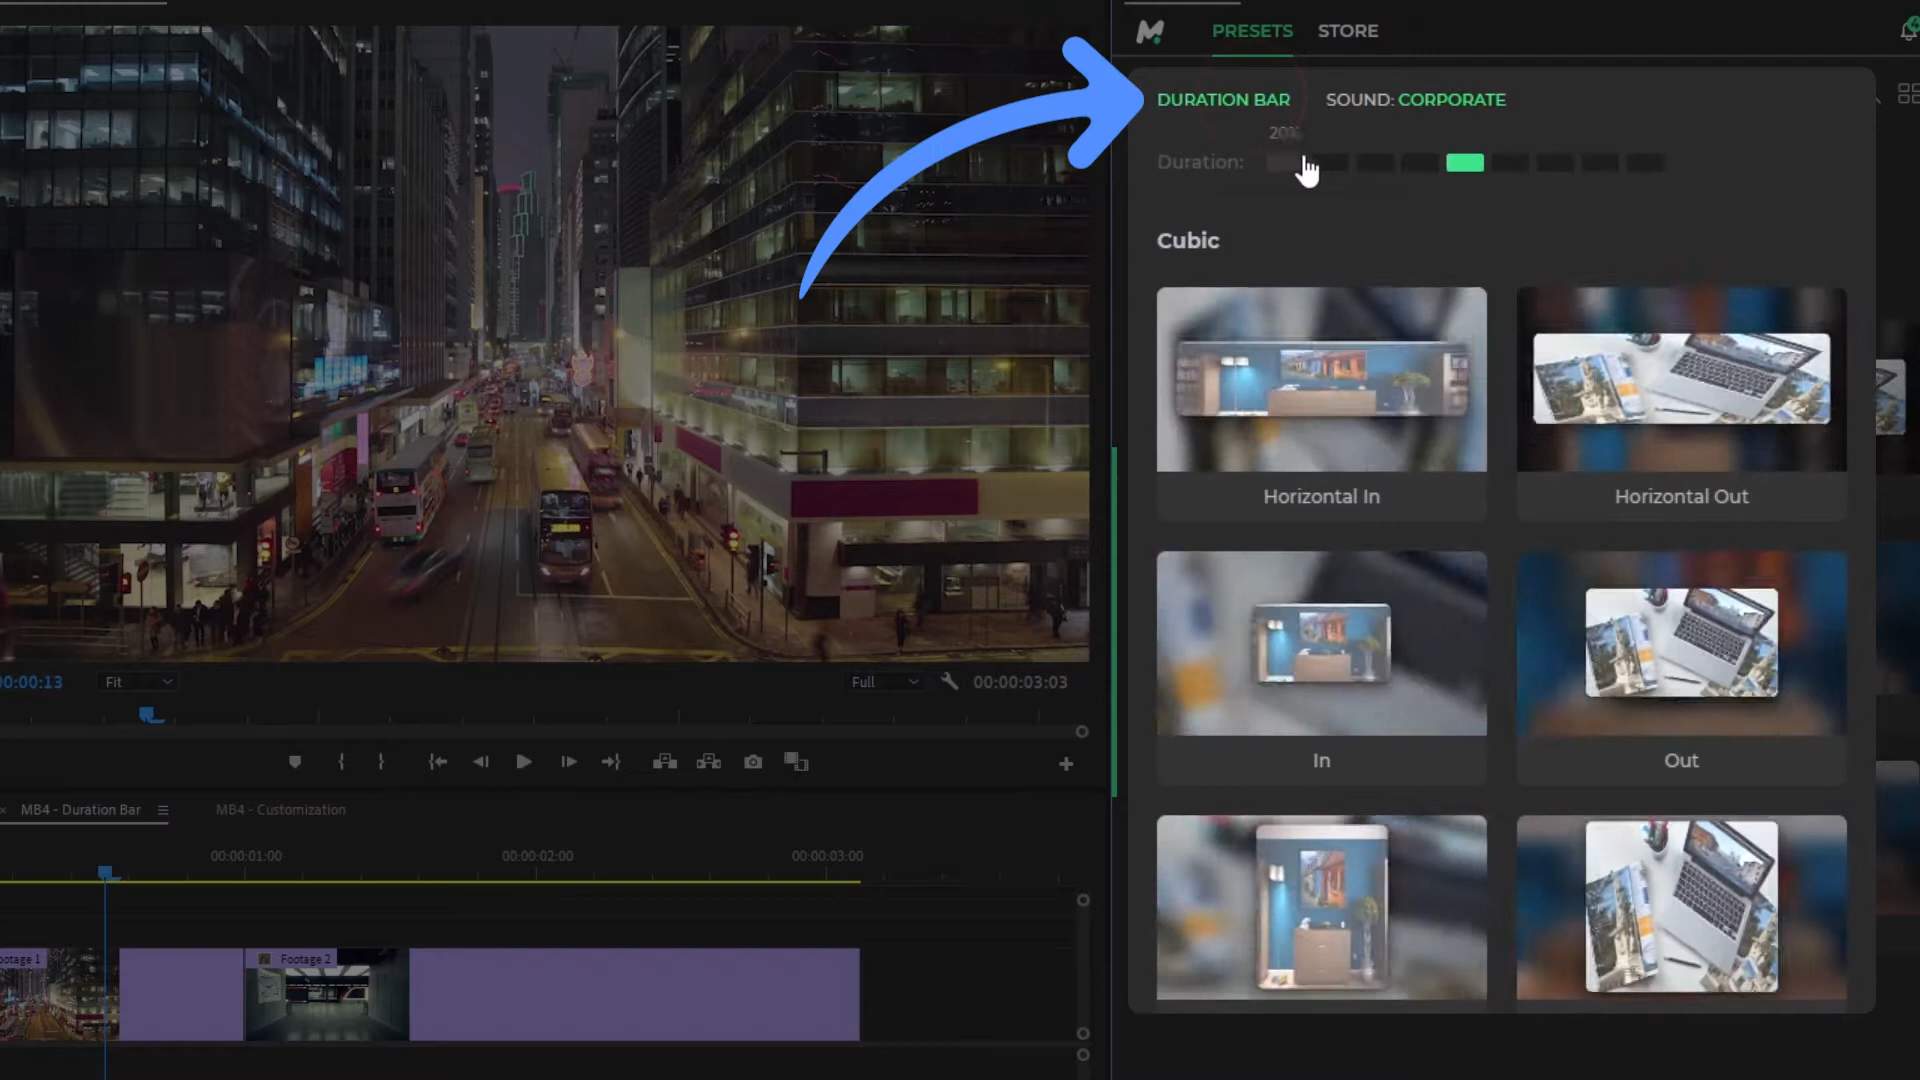 PRESETS
STORE
DURATION BAR
SOUND: CORPORATE
20%
Duration:
Cubic
Horizontal In
Horizontal Out
In
Out
00:00:13
Fit
Full
00:00:03:03
MB4 - Duration Bar
MB4 - Customization
00:00:01:00
00:00:02:00
00:00:03:00
ootage 1
Footage 2